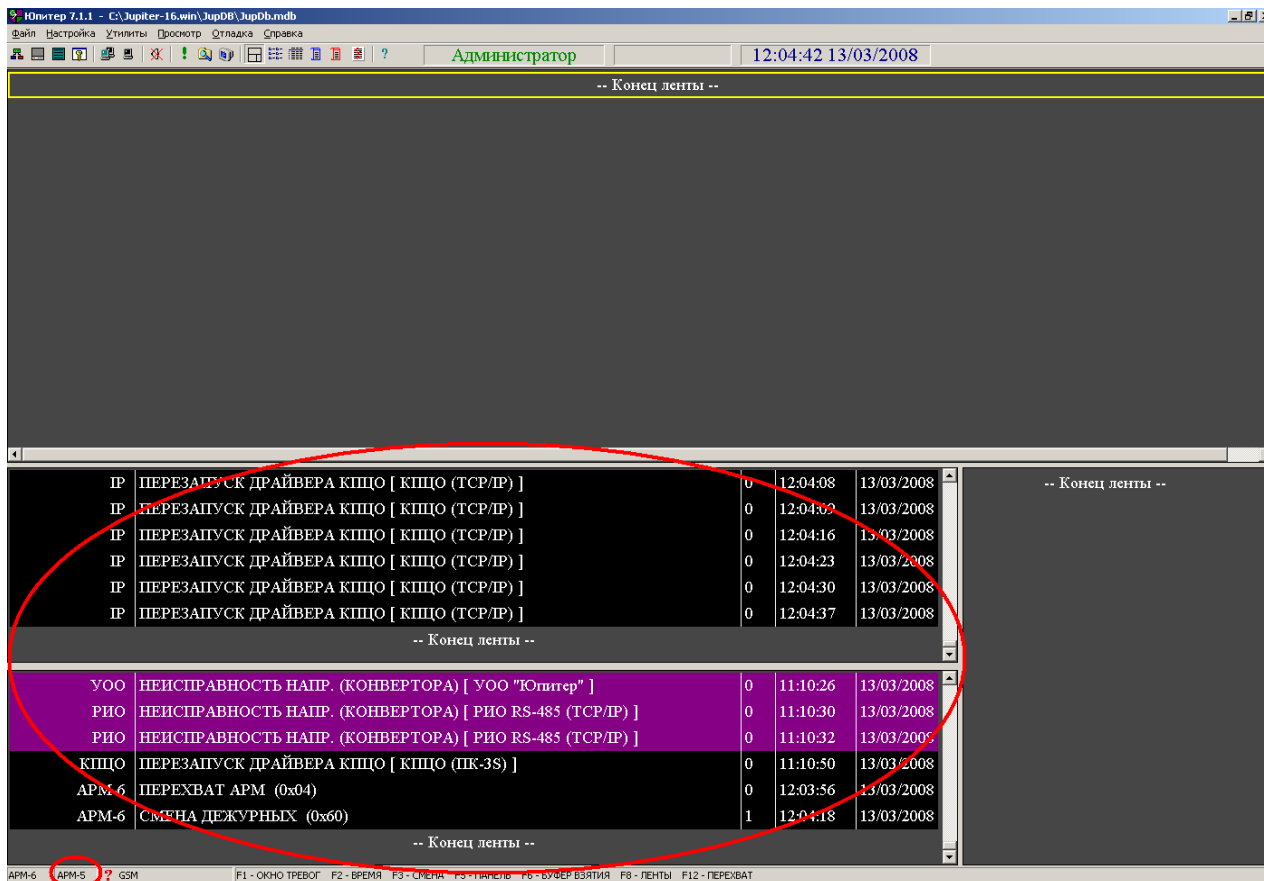 Юпитер 7.1.1 - C:\Jupiter-16.win\JupDB\JupDb.mdb
Файл Настройка Утилиты Просмотр Отладка Справка
Администратор 12:04:42 13/03/2008
-- Конец ленты --
IP ПЕРЕЗАПУСК ДРАЙВЕРА КПЦО [ КПЦО (TCP/IP) ] 0 12:04:08 13/03/2008
IP ПЕРЕЗАПУСК ДРАЙВЕРА КПЦО [ КПЦО (TCP/IP) ] 0 12:04:09 13/03/2008
IP ПЕРЕЗАПУСК ДРАЙВЕРА КПЦО [ КПЦО (TCP/IP) ] 0 12:04:16 13/03/2008
IP ПЕРЕЗАПУСК ДРАЙВЕРА КПЦО [ КПЦО (TCP/IP) ] 0 12:04:23 13/03/2008
IP ПЕРЕЗАПУСК ДРАЙВЕРА КПЦО [ КПЦО (TCP/IP) ] 0 12:04:30 13/03/2008
IP ПЕРЕЗАПУСК ДРАЙВЕРА КПЦО [ КПЦО (TCP/IP) ] 0 12:04:37 13/03/2008
-- Конец ленты --
-- Конец ленты --
УОО НЕИСПРАВНОСТЬ НАПР. (КОНВЕРТОРА) [ УОО "Юпитер" ] 0 11:10:26 13/03/2008
РИО НЕИСПРАВНОСТЬ НАПР. (КОНВЕРТОРА) [ РИО RS-485 (TCP/IP) ] 0 11:10:30 13/03/2008
РИО НЕИСПРАВНОСТЬ НАПР. (КОНВЕРТОРА) [ РИО RS-485 (TCP/IP) ] 0 11:10:32 13/03/2008
КПЦО ПЕРЕЗАПУСК ДРАЙВЕРА КПЦО [ КПЦО (ПК-3S) ] 0 11:10:50 13/03/2008
АРМ-6 ПЕРЕХВАТ АРМ (0x04) 0 12:03:56 13/03/2008
АРМ-6 СМЕНА ДЕЖУРНЫХ (0x60) 1 12:04:18 13/03/2008
-- Конец ленты --
АРМ-6 АРМ-5 ? GSM F1 - ОКНО ТРЕВОГ F2 - ВРЕМЯ F3 - СМЕНА F5 - ПАНЕЛЬ F6 - БУФЕР ВЗЯТИЯ F8 - ЛЕНТЫ F12 - ПЕРЕХВАТ